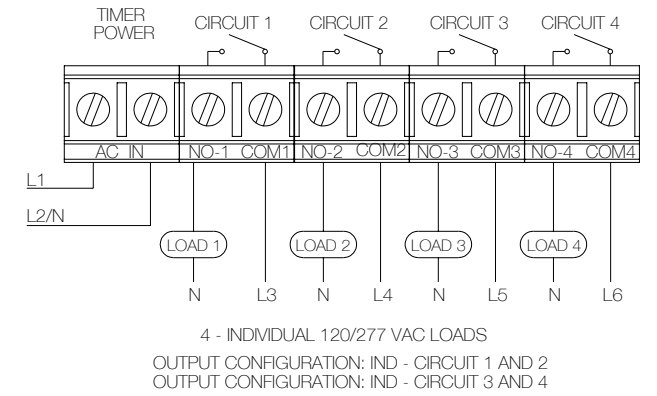 TIMER POWER
CIRCUIT 1 CIRCUIT 2 CIRCUIT 3 CIRCUIT 4
AC IN NO-1 COM1 NO-2 COM2 NO-3 COM3 NO-4 COM4
L1
L2/N
LOAD 1 LOAD 2 LOAD 3 LOAD 4
N L3 N L4 N L5 N L6
4 - INDIVIDUAL 120/277 VAC LOADS
OUTPUT CONFIGURATION: IND - CIRCUIT 1 AND 2
OUTPUT CONFIGURATION: IND - CIRCUIT 3 AND 4